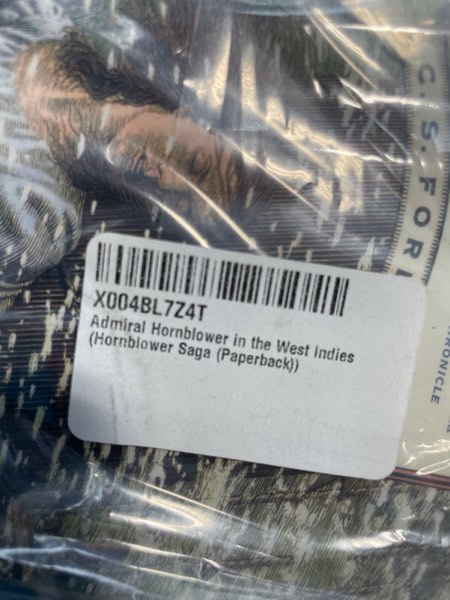 X004BL7Z4T
Admiral Hornblower in the West Indies
(Hornblower Saga (Paperback))
C. S. FOR
RONICLE